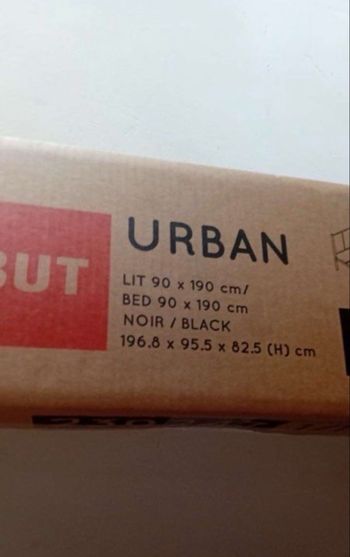 BUT
URBAN
LIT 90 x 190 cm/
BED 90 x 190 cm
NOIR / BLACK
196.8 x 95.5 x 82.5 (H) cm